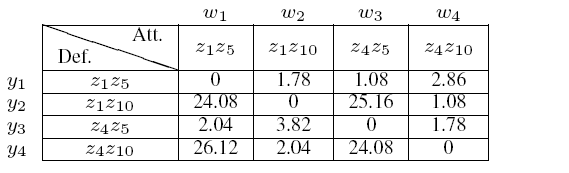 w1 w2 w3 w4
Att.
Def.
z1z5 z1z10 z4z5 z4z10
y1 z1z5 0 1.78 1.08 2.86
y2 z1z10 24.08 0 25.16 1.08
y3 z4z5 2.04 3.82 0 1.78
y4 z4z10 26.12 2.04 24.08 0